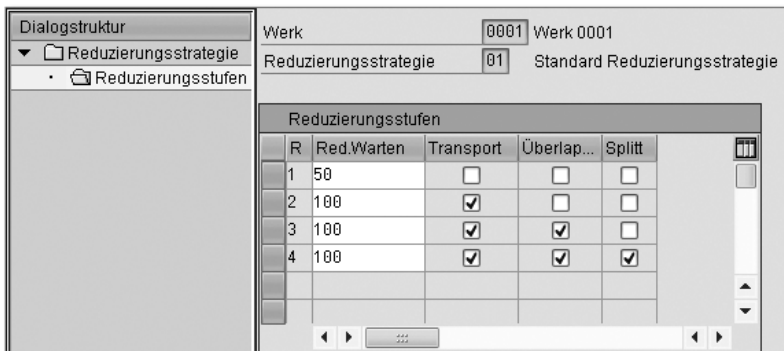 Dialogstruktur
Reduzierungsstrategie
Reduzierungsstufen
Werk 0001 Werk 0001
Reduzierungsstrategie 01 Standard Reduzierungsstrategie
Reduzierungsstufen
R Red.Warten Transport Überlap... Splitt
1 50
2 100
3 100
4 100